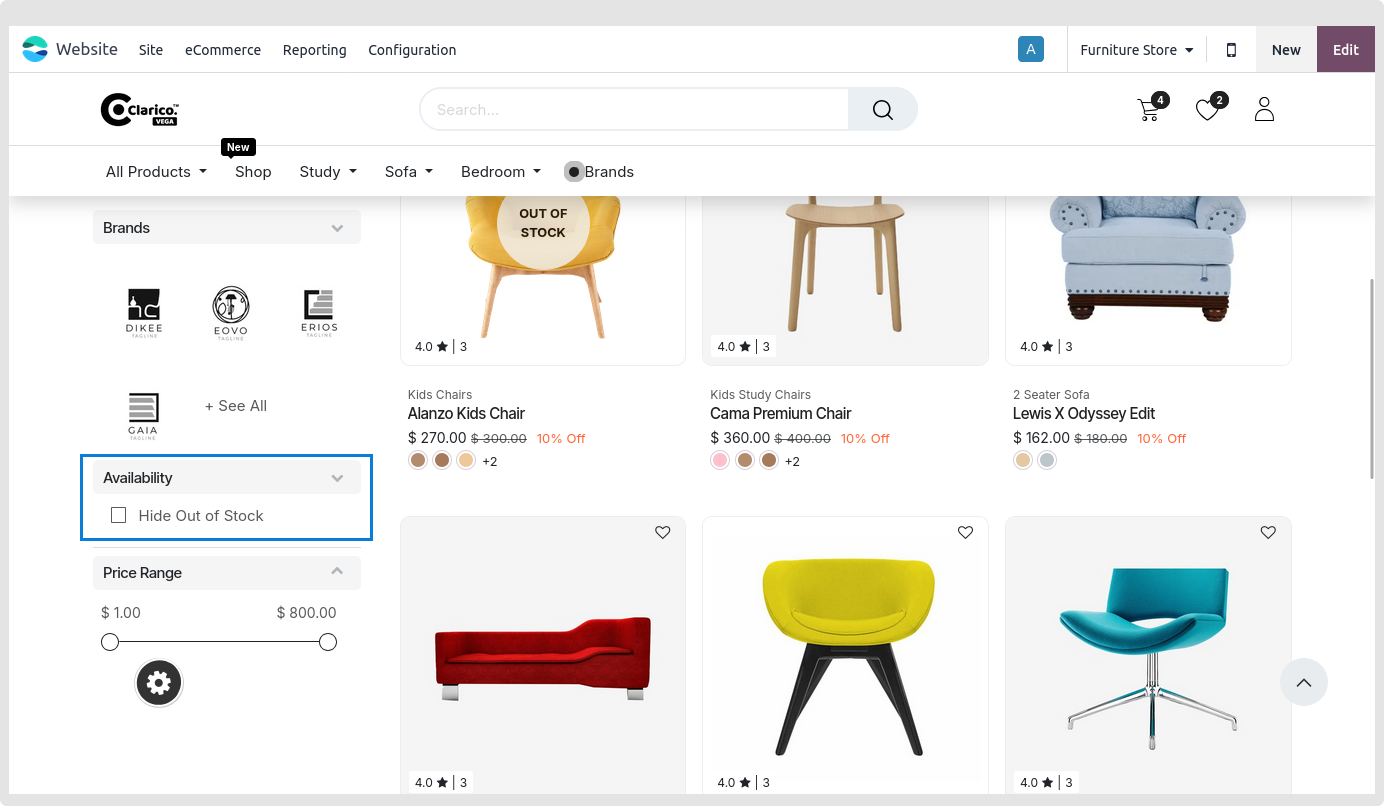 Website Site eCommerce Reporting Configuration A Furniture Store New Edit
Clarico.™
VEGA
Search...
4
2
New
All Products Shop Study Sofa Bedroom Brands
Brands
DIKEE
TAGLINE
EOVO
TAGLINE
ERIOS
TAGLINE
GAIA
TAGLINE
+ See All
Availability
Hide Out of Stock
Price Range
$ 1.00 $ 800.00
OUT OF
STOCK
4.0 ★ | 3
Kids Chairs
Alanzo Kids Chair
$ 270.00 $ 300.00 10% Off
+2
4.0 ★ | 3
Kids Study Chairs
Cama Premium Chair
$ 360.00 $ 400.00 10% Off
+2
4.0 ★ | 3
2 Seater Sofa
Lewis X Odyssey Edit
$ 162.00 $ 180.00 10% Off
4.0 ★ | 3
4.0 ★ | 3
4.0 ★ | 3